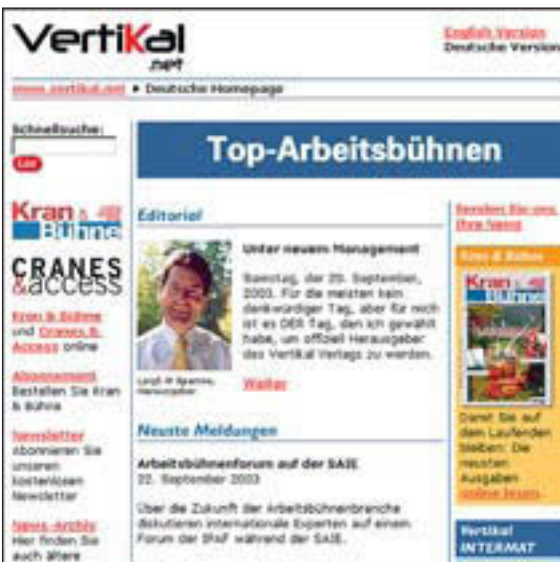 Vertikal
.net
English Version
Deutsche Version
www.vertikal.net ▸ Deutsche Homepage
Schnellsuche:
Los
Top-Arbeitsbühnen
Kran &
Bühne
CRANES
&access
Kran & Bühne
und Cranes &
Access online
Abonnement
Bestellen Sie Kran
& Bühne
Newsletter
Abonnieren Sie
unseren
kostenlosen
Newsletter
News-Archiv
Hier finden Sie
auch ältere
Editorial
Unter neuem Management
Samstag, der 20. September,
2003. Für die meisten kein
denkwürdiger Tag, aber für mich
ist es DER Tag, den ich gewählt
habe, um offiziell Herausgeber
des Vertikal Verlags zu werden.
Weiter
Leigh W Sparrow,
Herausgeber
Neuste Meldungen
Arbeitsbühnenforum auf der SAIE
22. September 2003
Über die Zukunft der Arbeitsbühnenbranche
diskutieren internationale Experten auf einem
Forum der IPAF während der SAIE.
Senden Sie uns
Ihre News
Kran & Bühne
Kran &
Bühne
Damit Sie auf
dem Laufenden
bleiben: Die
neusten
Ausgaben
online lesen.
Vertikal
INTERMAT